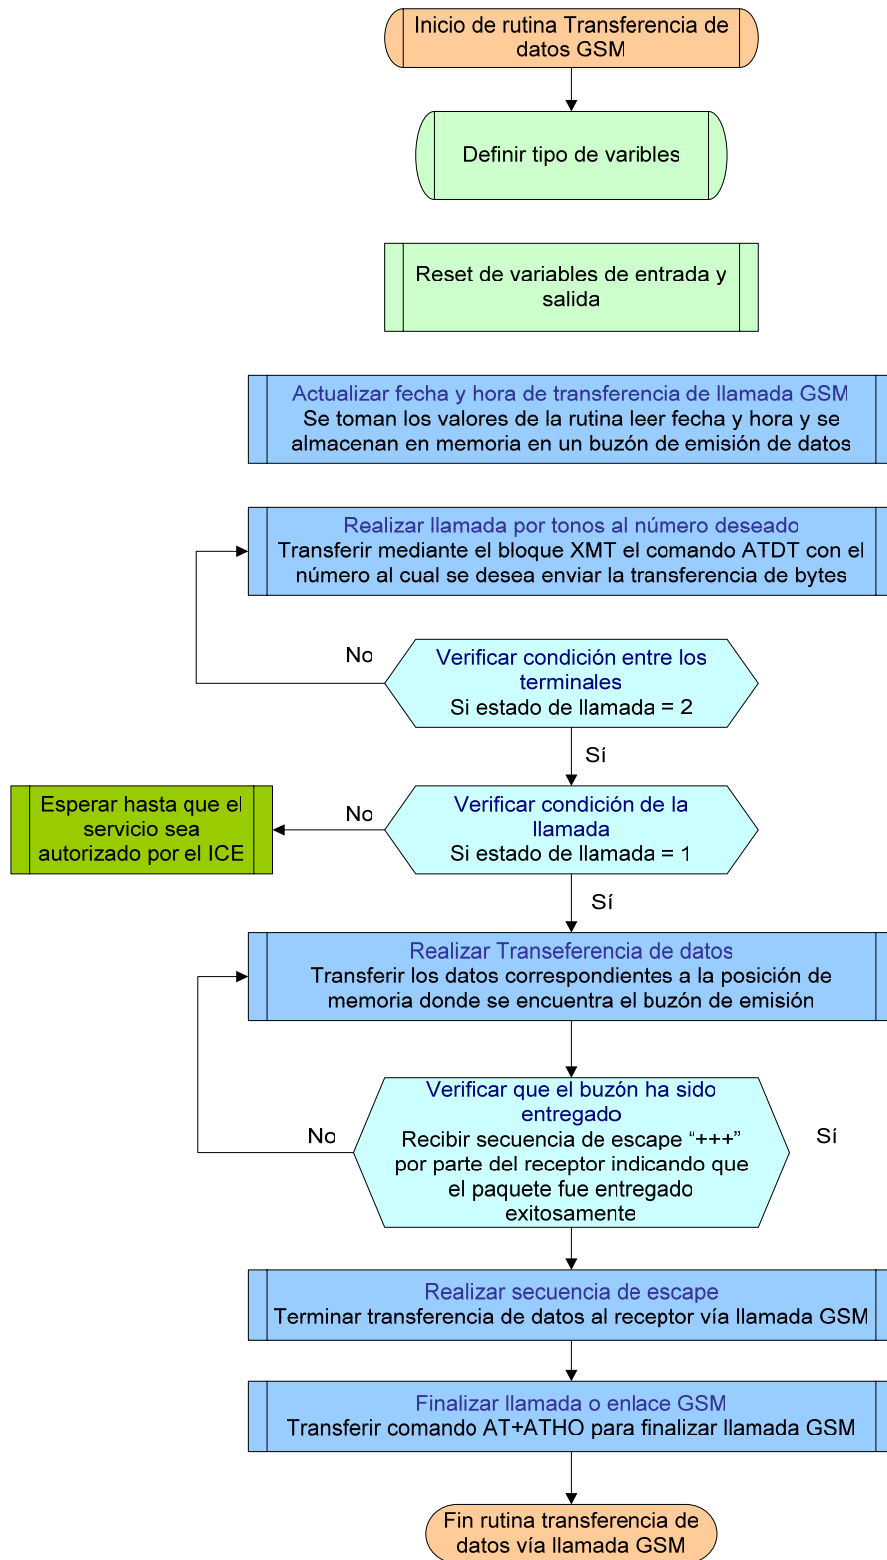 Inicio de rutina Transferencia de
datos GSM
Definir tipo de varibles
Reset de variables de entrada y
salida
Actualizar fecha y hora de transferencia de llamada GSM
Se toman los valores de la rutina leer fecha y hora y se
almacenan en memoria en un buzón de emisión de datos
Realizar llamada por tonos al número deseado
Transferir mediante el bloque XMT el comando ATDT con el
número al cual se desea enviar la transferencia de bytes
No
Verificar condición entre los
terminales
Si estado de llamada = 2
Sí
Esperar hasta que el
servicio sea
autorizado por el ICE
No
Verificar condición de la
llamada
Si estado de llamada = 1
Sí
Realizar Transeferencia de datos
Transferir los datos correspondientes a la posición de
memoria donde se encuentra el buzón de emisión
No
Verificar que el buzón ha sido
entregado
Recibir secuencia de escape “+++”
por parte del receptor indicando que
el paquete fue entregado
exitosamente
Sí
Realizar secuencia de escape
Terminar transferencia de datos al receptor vía llamada GSM
Finalizar llamada o enlace GSM
Transferir comando AT+ATHO para finalizar llamada GSM
Fin rutina transferencia de
datos vía llamada GSM